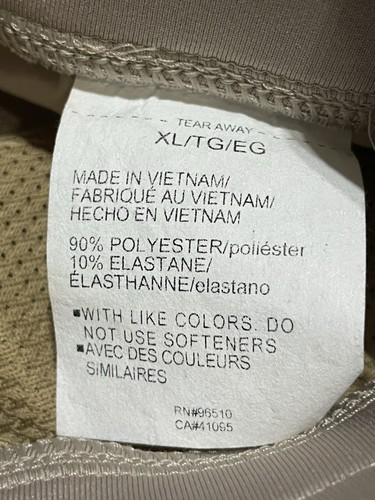 TEAR AWAY
XL/TG/EG
MADE IN VIETNAM/
FABRIQUÉ AU VIETNAM/
HECHO EN VIETNAM
90% POLYESTER/poliéster
10% ELASTANE/
ÉLASTHANNE/elastano
▪WITH LIKE COLORS. DO
NOT USE SOFTENERS
▪AVEC DES COULEURS
SIMILAIRES
RN#96510
CA#41095